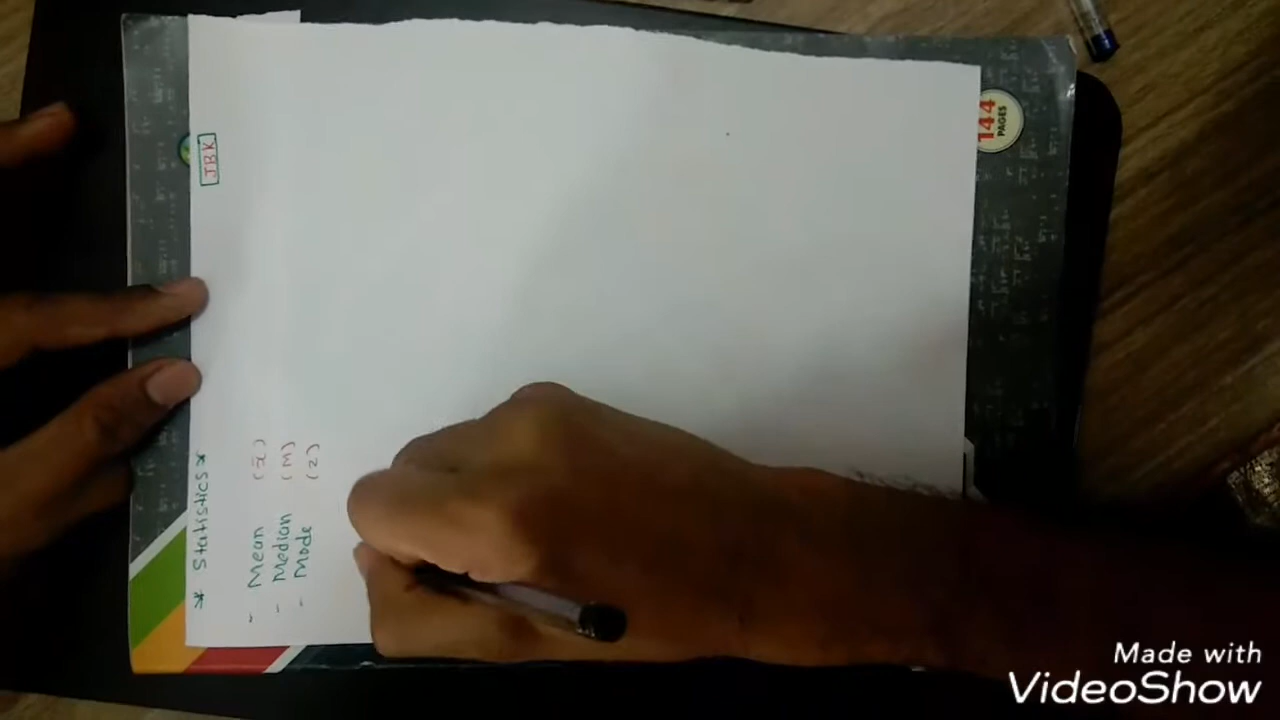 JBK
* Statistics *
- Mean (x̄)
- Median (M)
- Mode (Z)
144
PAGES
Made with
VideoShow